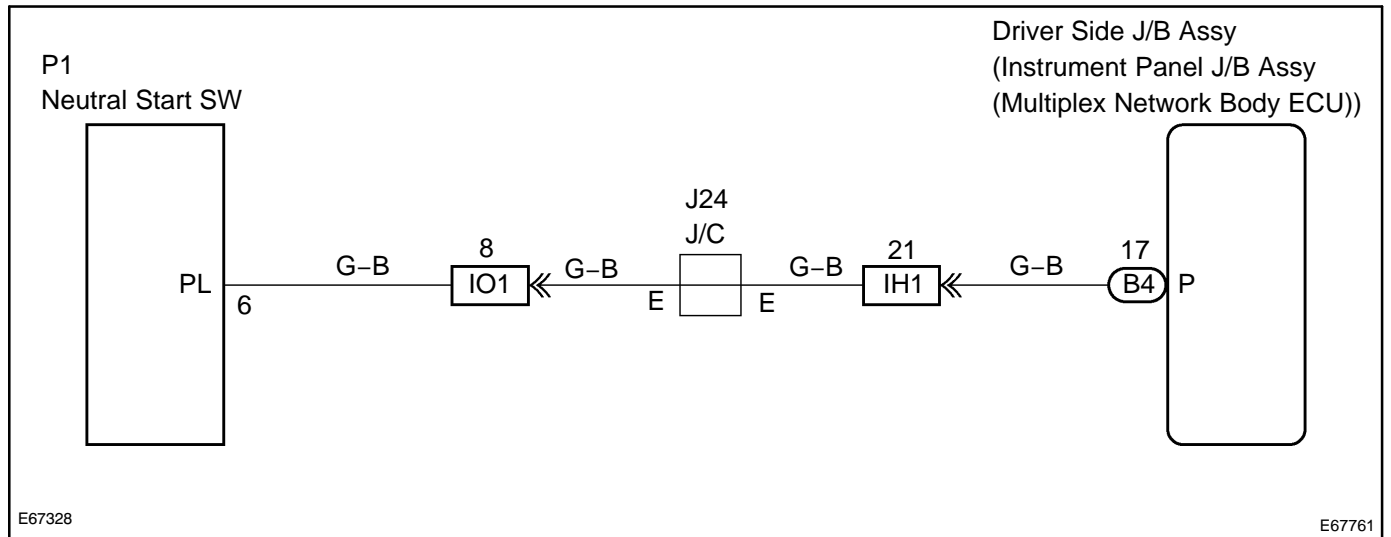 P1
Neutral Start SW
Driver Side J/B Assy
(Instrument Panel J/B Assy
(Multiplex Network Body ECU))
J24
J/C
8
21
17
G–B
G–B
G–B
G–B
PL
6
IO1
E
E
IH1
B4
P
E67328
E67761